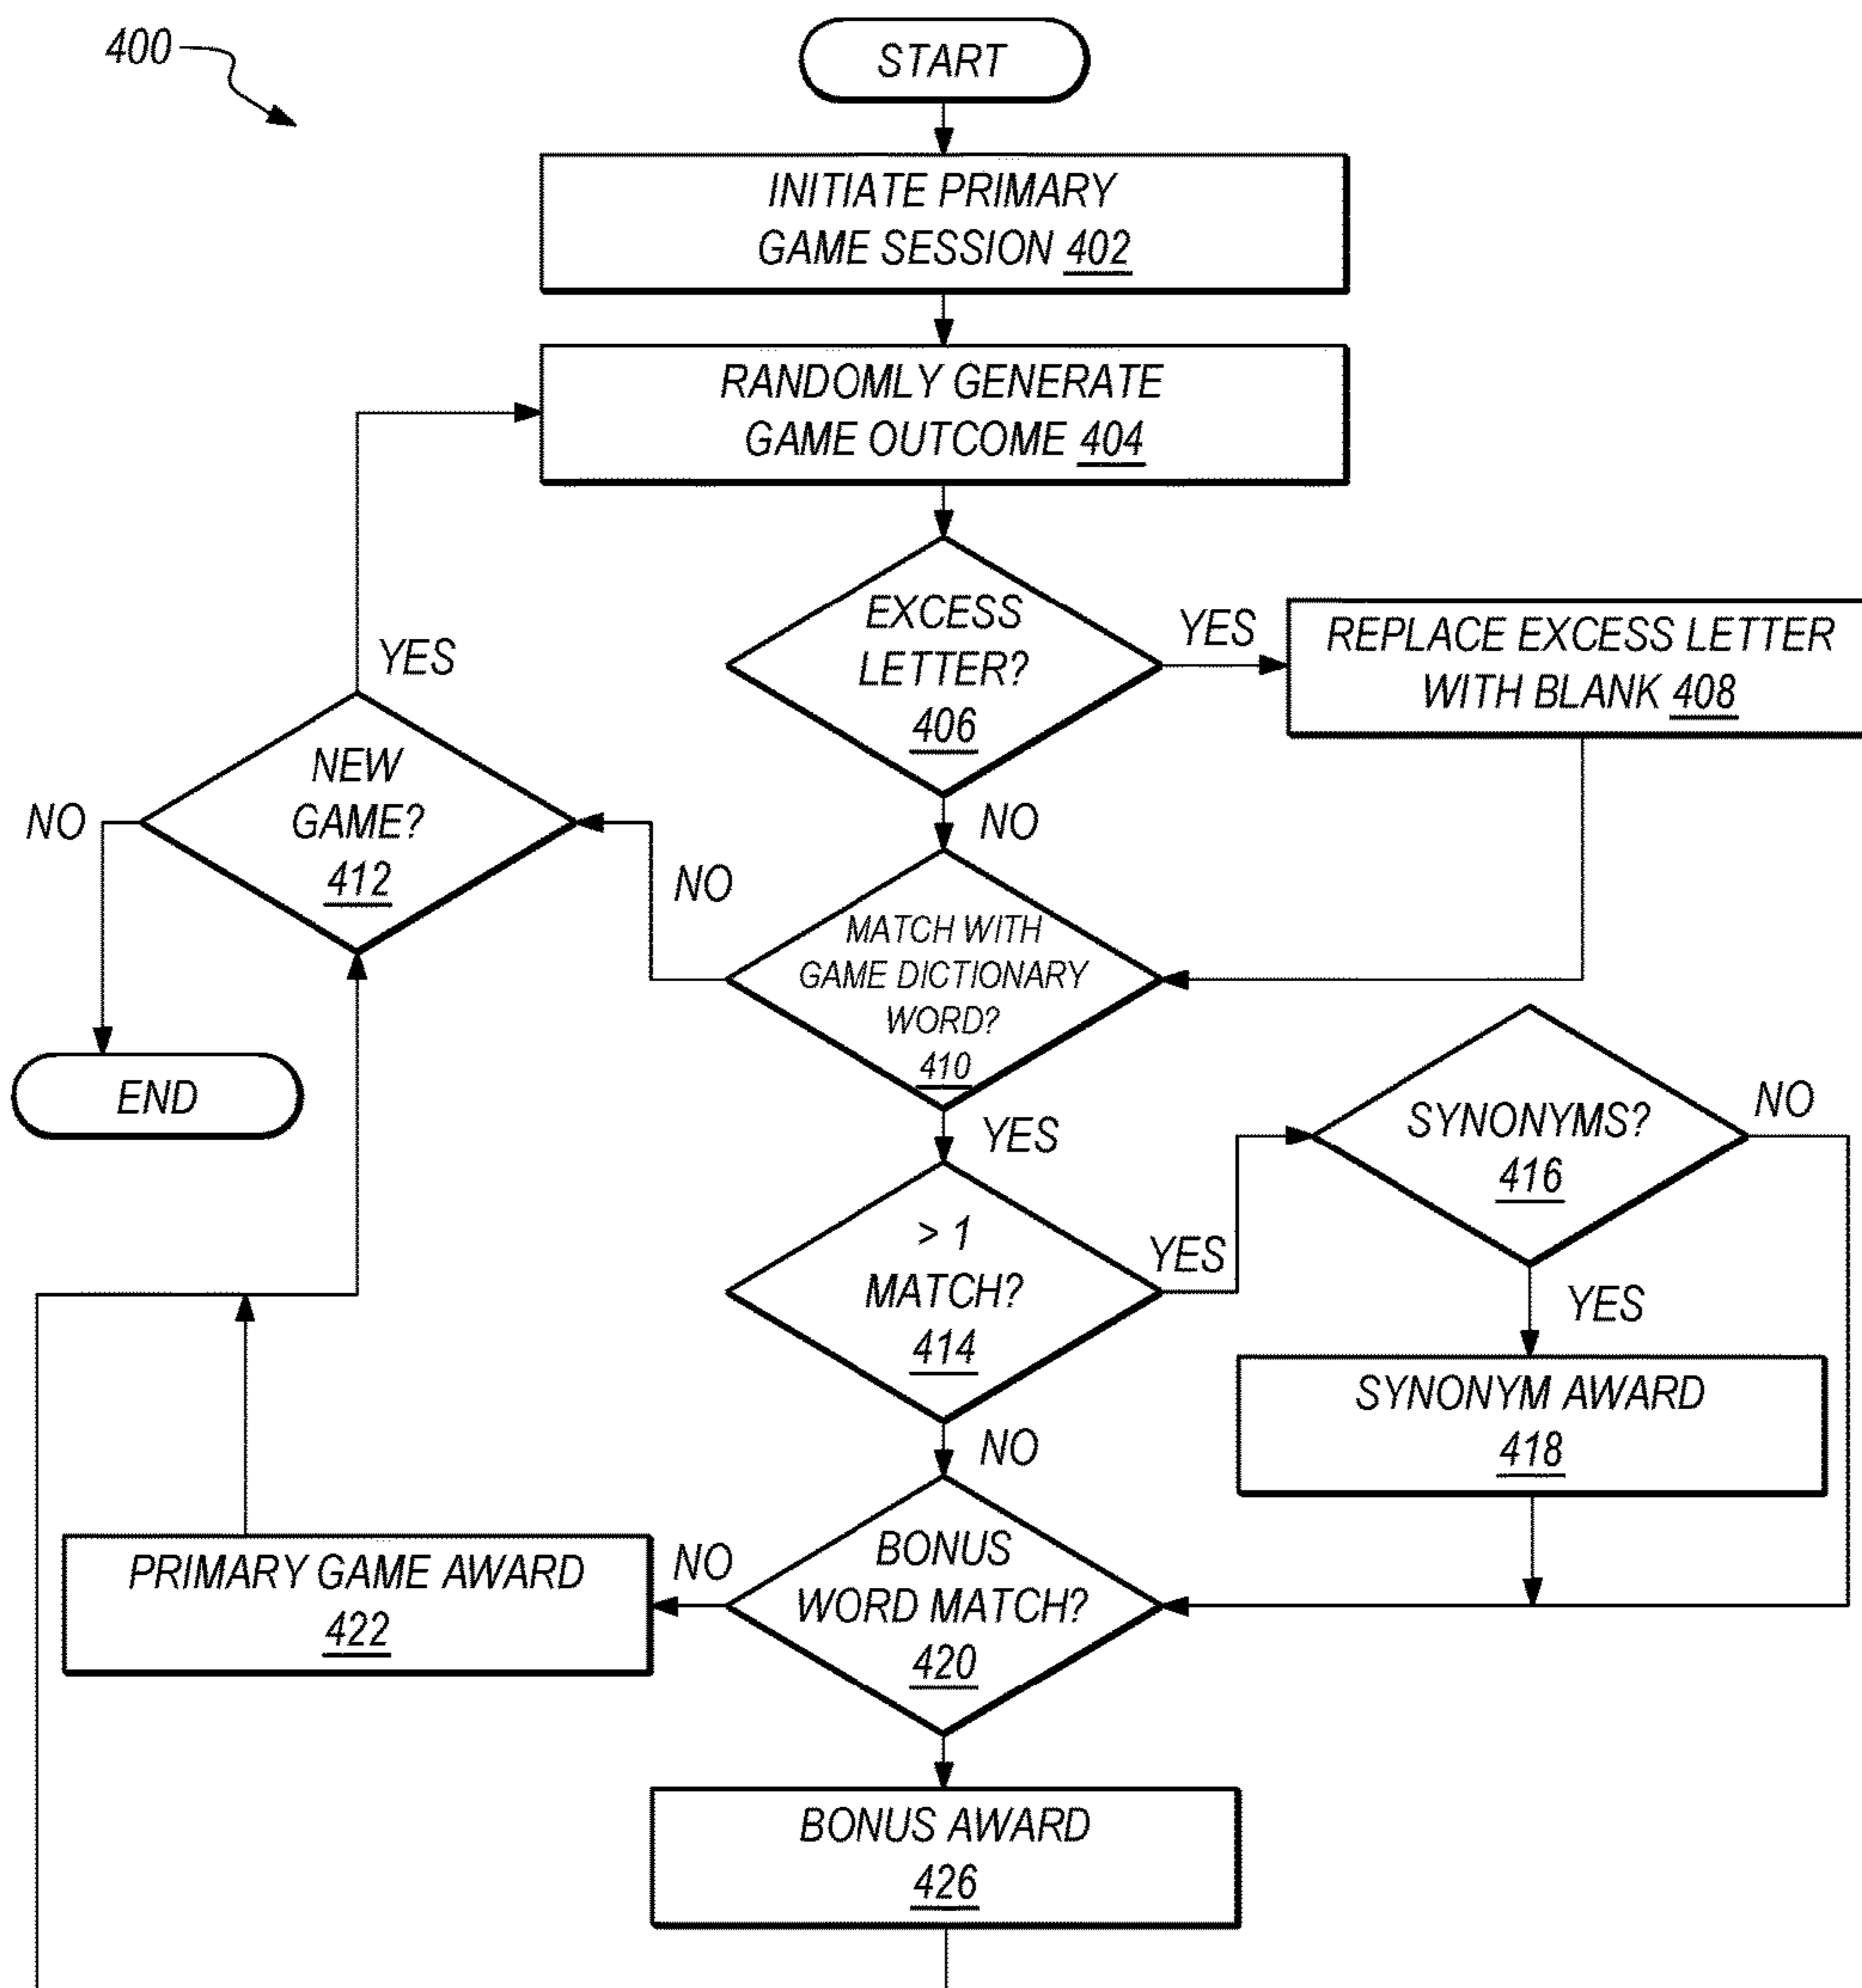 400
START
INITIATE PRIMARY
GAME SESSION 402
RANDOMLY GENERATE
GAME OUTCOME 404
EXCESS
LETTER?
406
YES
REPLACE EXCESS LETTER
WITH BLANK 408
YES
NEW
GAME?
412
NO
NO
NO
MATCH WITH
GAME DICTIONARY
WORD?
410
END
YES
SYNONYMS?
416
NO
> 1
MATCH?
414
YES
YES
SYNONYM AWARD
418
NO
PRIMARY GAME AWARD
422
NO
BONUS
WORD MATCH?
420
BONUS AWARD
426